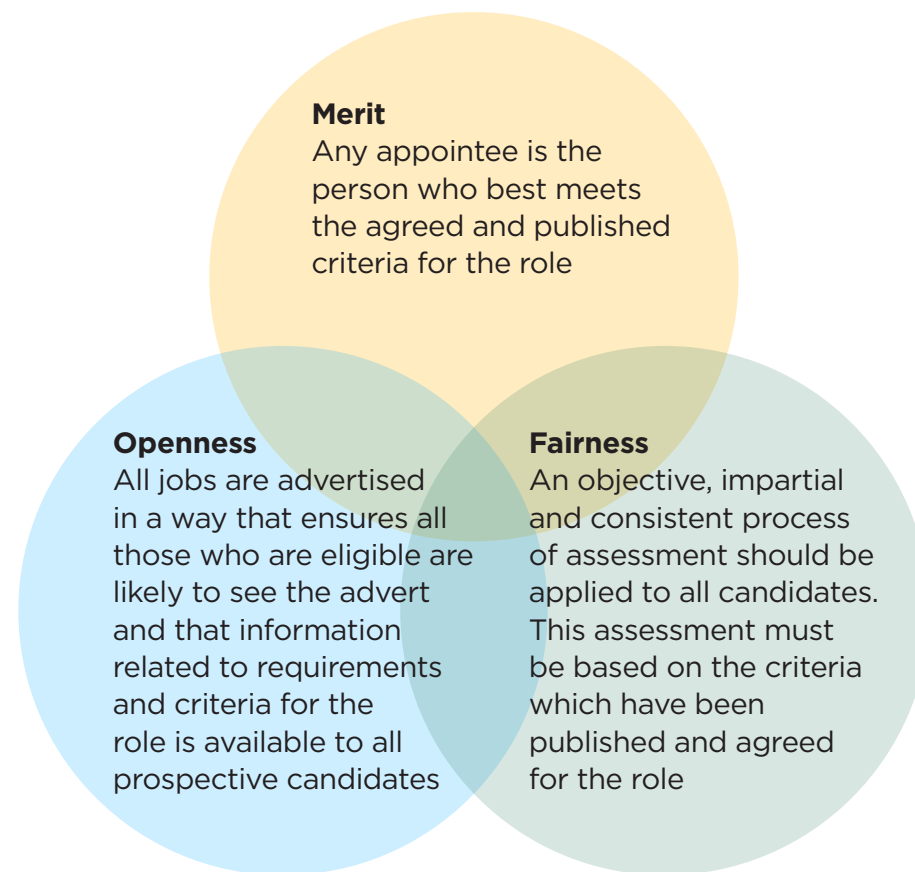 Merit
Any appointee is the
person who best meets
the agreed and published
criteria for the role
Openness
All jobs are advertised
in a way that ensures all
those who are eligible are
likely to see the advert
and that information
related to requirements
and criteria for the
role is available to all
prospective candidates
Fairness
An objective, impartial
and consistent process
of assessment should be
applied to all candidates.
This assessment must
be based on the criteria
which have been
published and agreed
for the role